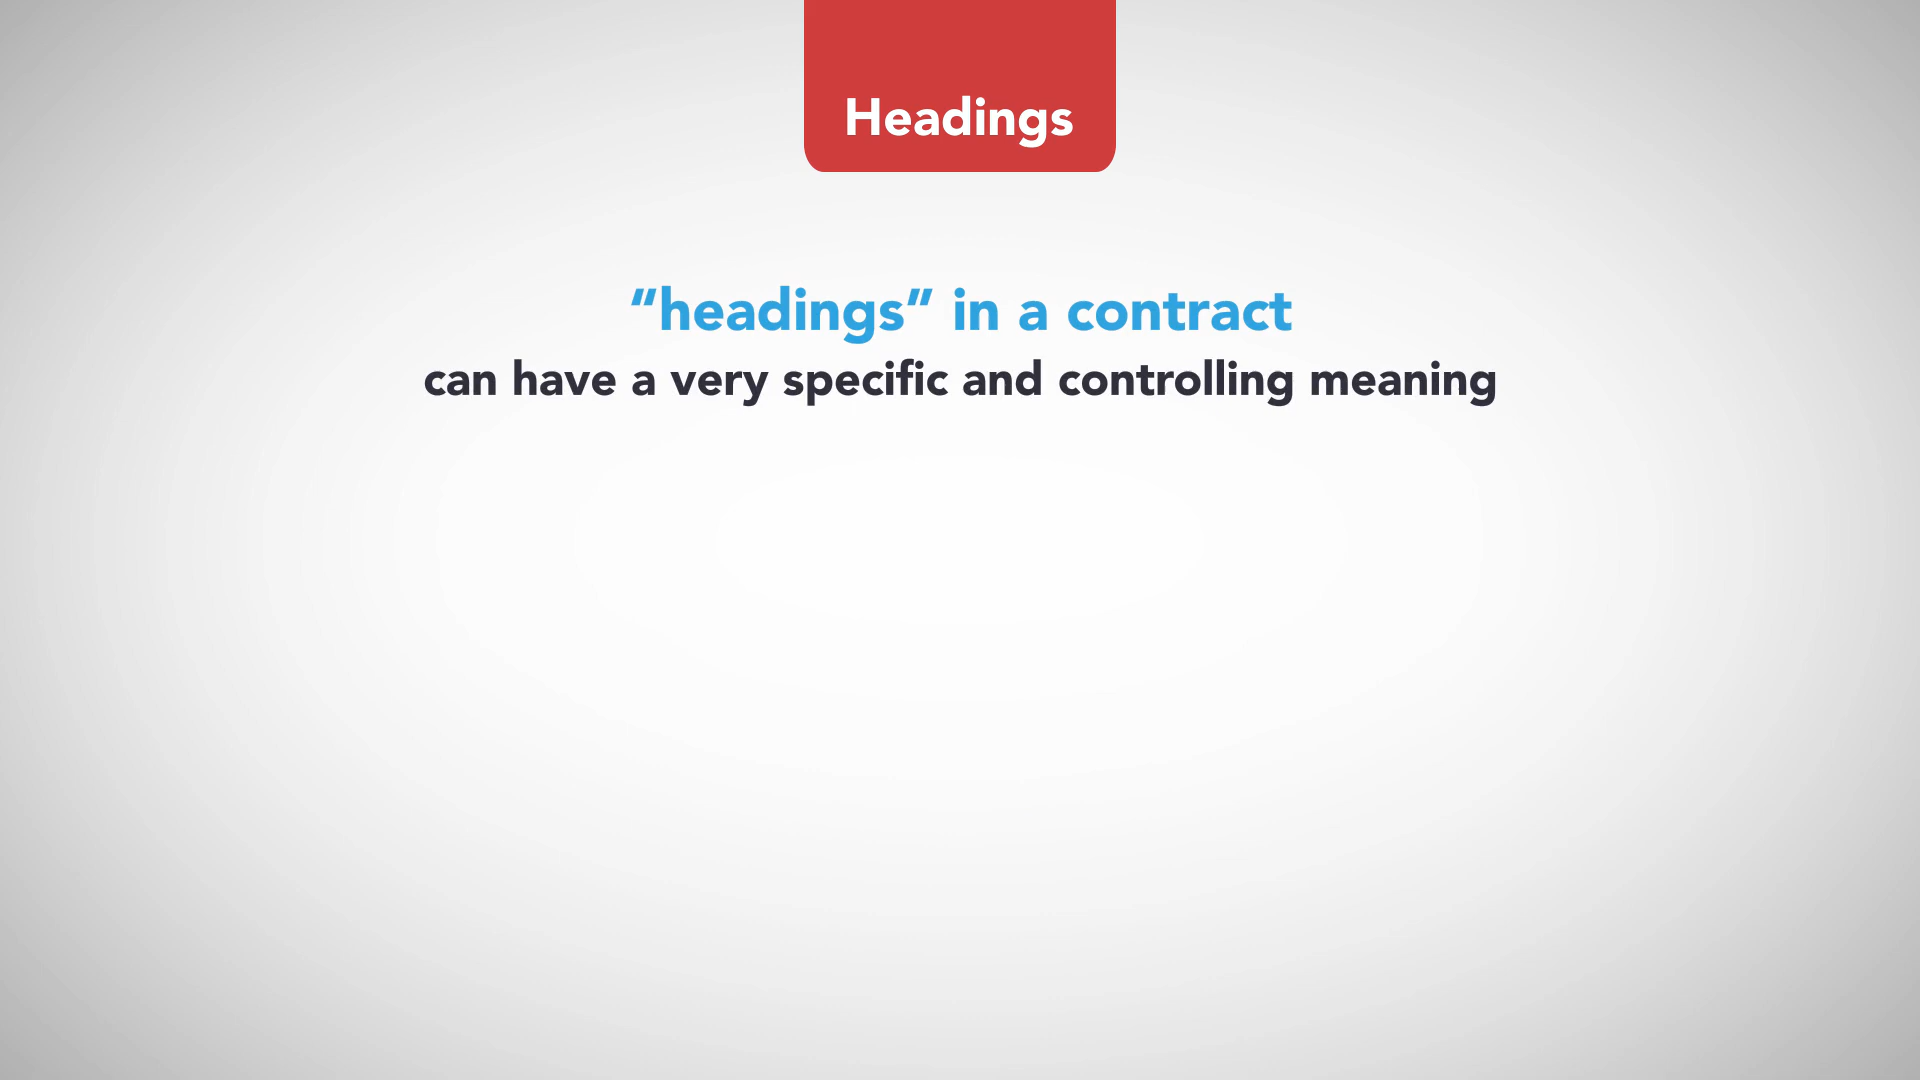 Headings
“headings” in a contract
can have a very specific and controlling meaning